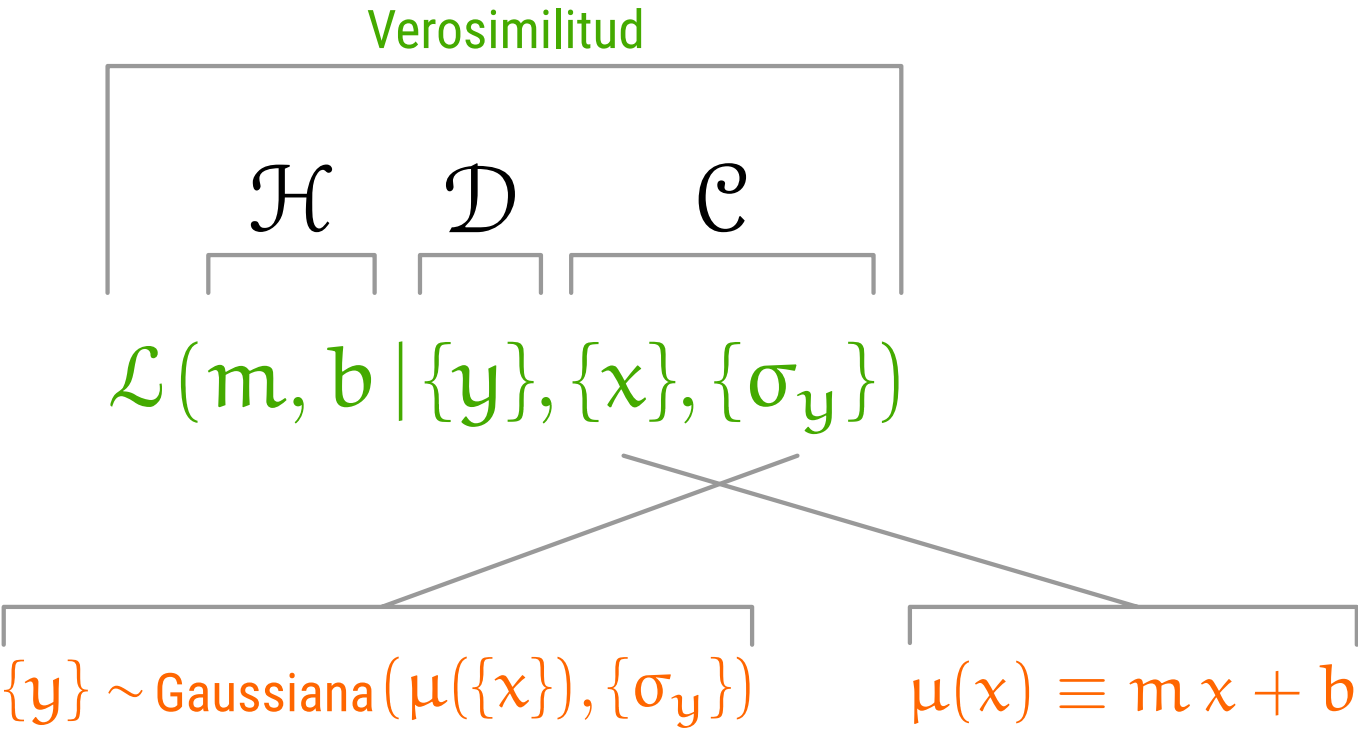 Verosimilitud
ℋ 𝒟 𝒞
ℒ(m, b | {y}, {x}, {σ_y})
{y} ~ Gaussiana(μ({x}), {σ_y})
μ(x) ≡ m x + b